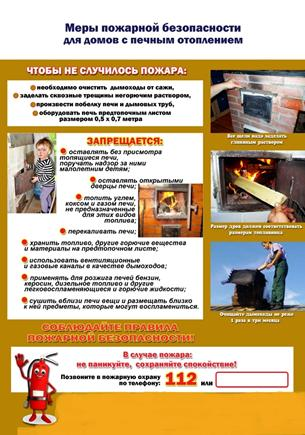 Меры пожарной безопасности
для домов с печным отоплением
ЧТОБЫ НЕ СЛУЧИЛОСЬ ПОЖАРА:
необходимо очистить дымоходы от сажи,
заделать сквозные трещины негорючим раствором,
произвести побелку печи и дымовых труб,
оборудовать печь предтопочным листом
размером 0,5 х 0,7 метра
Все щели надо заделать
глиняным раствором
ЗАПРЕЩАЕТСЯ:
оставлять без присмотра
топящиеся печи,
поручать надзор за ними
малолетним детям;
оставлять открытыми
дверцы печи;
топить углем,
коксом и газом печи,
не предназначенные
для этих видов
топлива;
перекаливать печи;
Размер дров должен соответствовать
размерам топливника
хранить топливо, другие горючие вещества
и материалы на предтопочном листе;
использовать вентиляционные
и газовые каналы в качестве дымоходов;
применять для розжига печей бензин,
керосин, дизельное топливо и другие
легковоспламеняющиеся и горючие жидкости;
сушить вблизи печи вещи и размещать близко
к ней предметы, которые могут воспламениться.
Очищайте дымоходы не реже
1 раза в три месяца
СОБЛЮДАЙТЕ ПРАВИЛА
ПОЖАРНОЙ БЕЗОПАСНОСТИ!
В случае пожара:
не паникуйте, сохраняйте спокойствие!
Позвоните в пожарную охрану
по телефону: 112 или